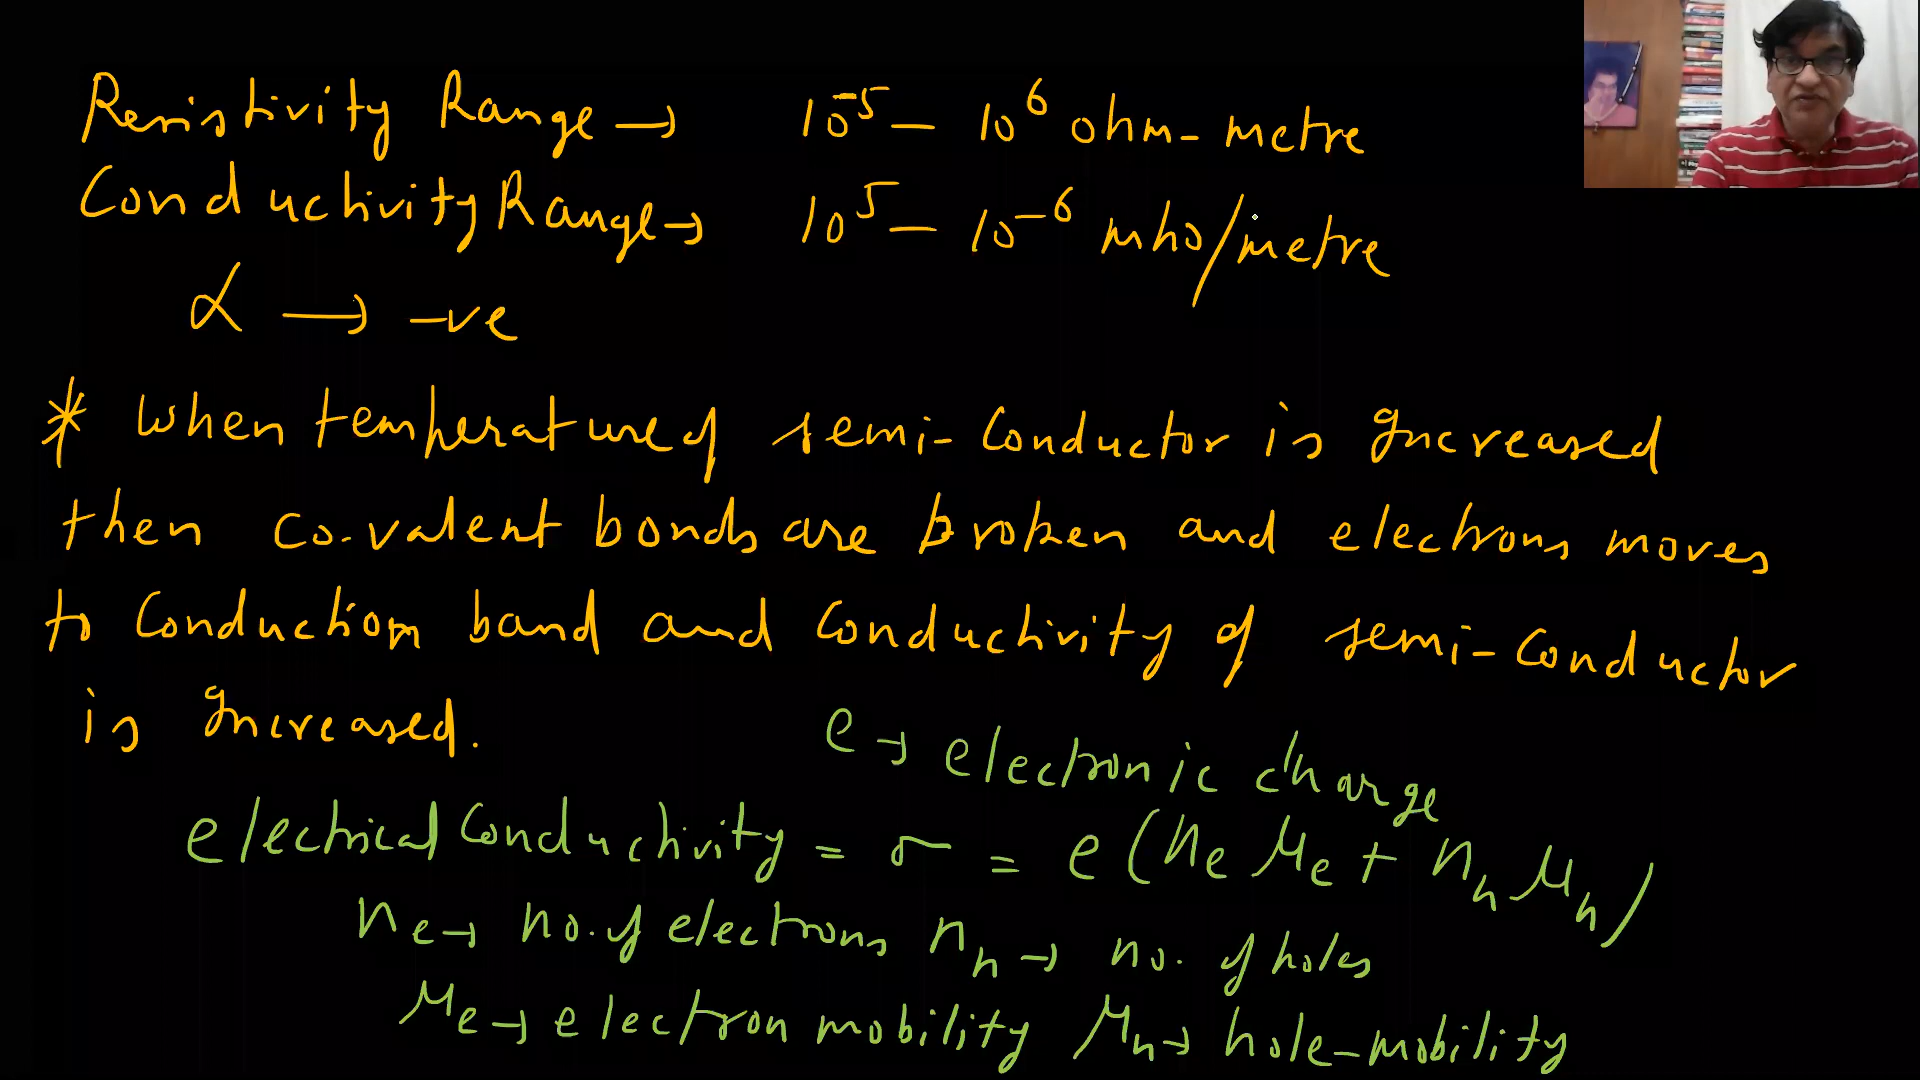 Resistivity Range → 10⁻⁵ – 10⁶ ohm-metre
Conductivity Range → 10⁵ – 10⁻⁶ mho/metre
α → -ve
* When temperature of semi-conductor is increased
then co-valent bonds are broken and electrons moves
to conduction band and conductivity of semi-conductor
is increased.
e → electronic charge
electrical conductivity = σ = e(nₑ μₑ + nₕ μₕ)
nₑ → no. of electrons nₕ → no. of holes
μₑ → electron mobility μₕ → hole-mobility